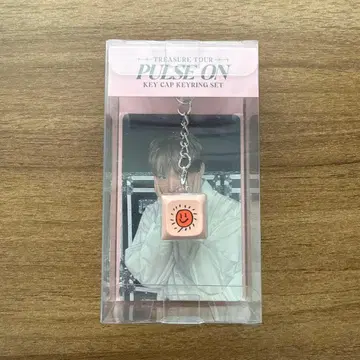 TREASURE TOUR
PULSE ON
KEY CAP KEYRING SET